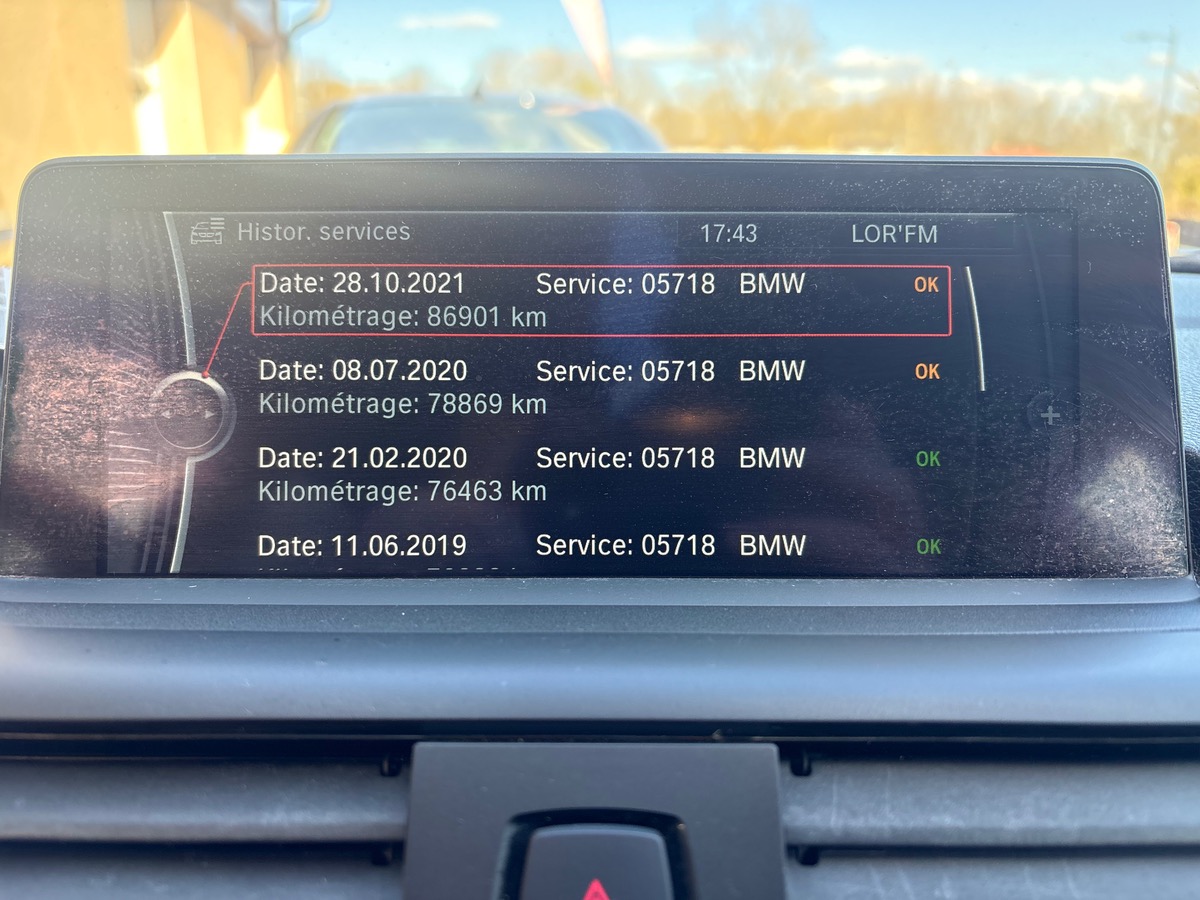 Histor. services 17:43 LOR'FM
Date: 28.10.2021 Service: 05718 BMW OK
Kilométrage: 86901 km
Date: 08.07.2020 Service: 05718 BMW OK
Kilométrage: 78869 km
Date: 21.02.2020 Service: 05718 BMW OK
Kilométrage: 76463 km
Date: 11.06.2019 Service: 05718 BMW OK